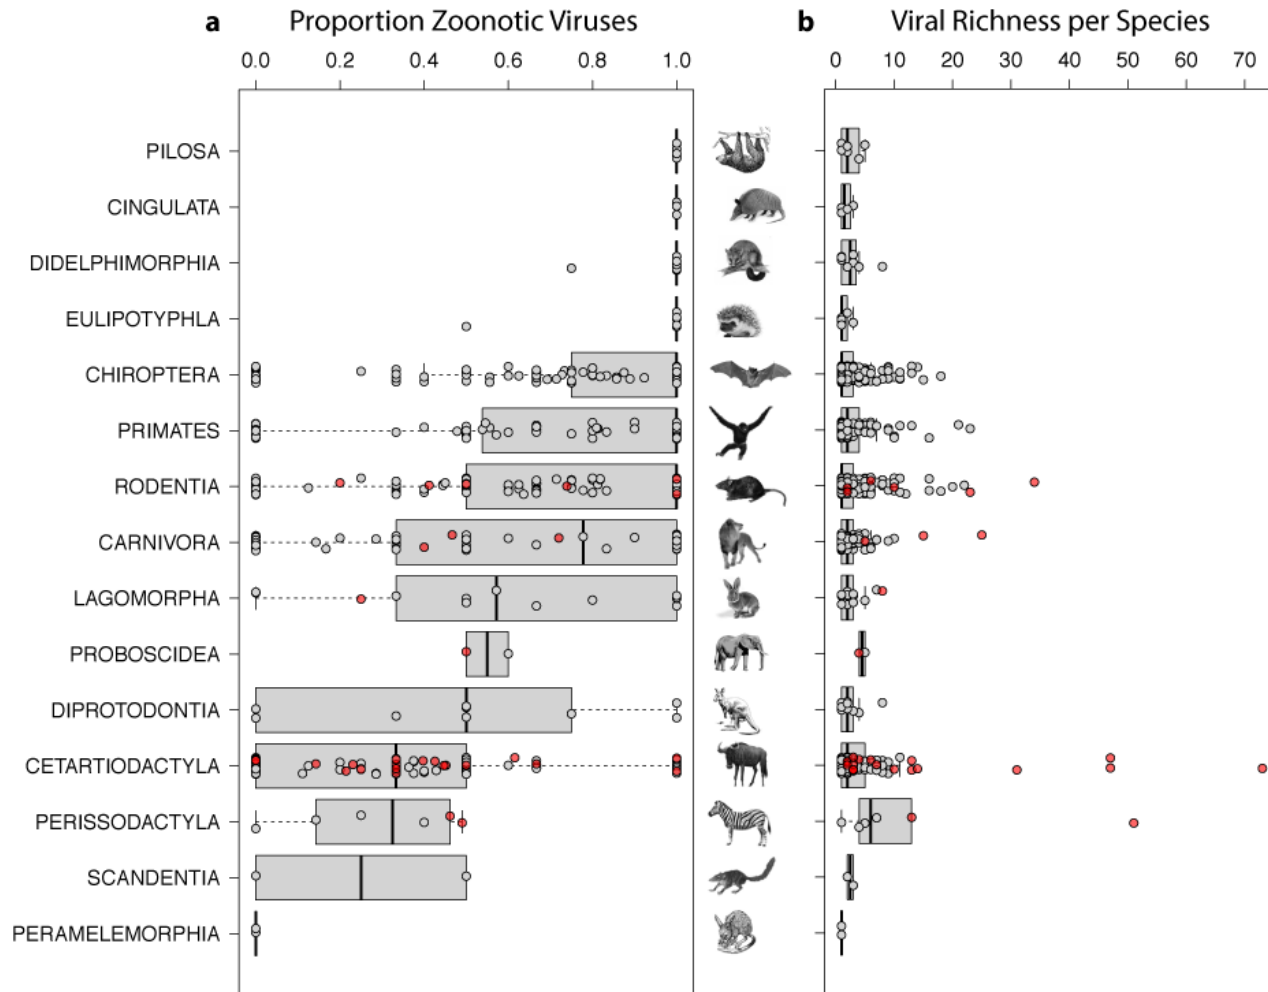 a Proportion Zoonotic Viruses b Viral Richness per Species
0.0 0.2 0.4 0.6 0.8 1.0 0 10 20 30 40 50 60 70
PILOSA
CINGULATA
DIDELPHIMORPHIA
EULIPOTYPHLA
CHIROPTERA
PRIMATES
RODENTIA
CARNIVORA
LAGOMORPHA
PROBOSCIDEA
DIPROTODONTIA
CETARTIODACTYLA
PERISSODACTYLA
SCANDENTIA
PERAMELEMORPHIA